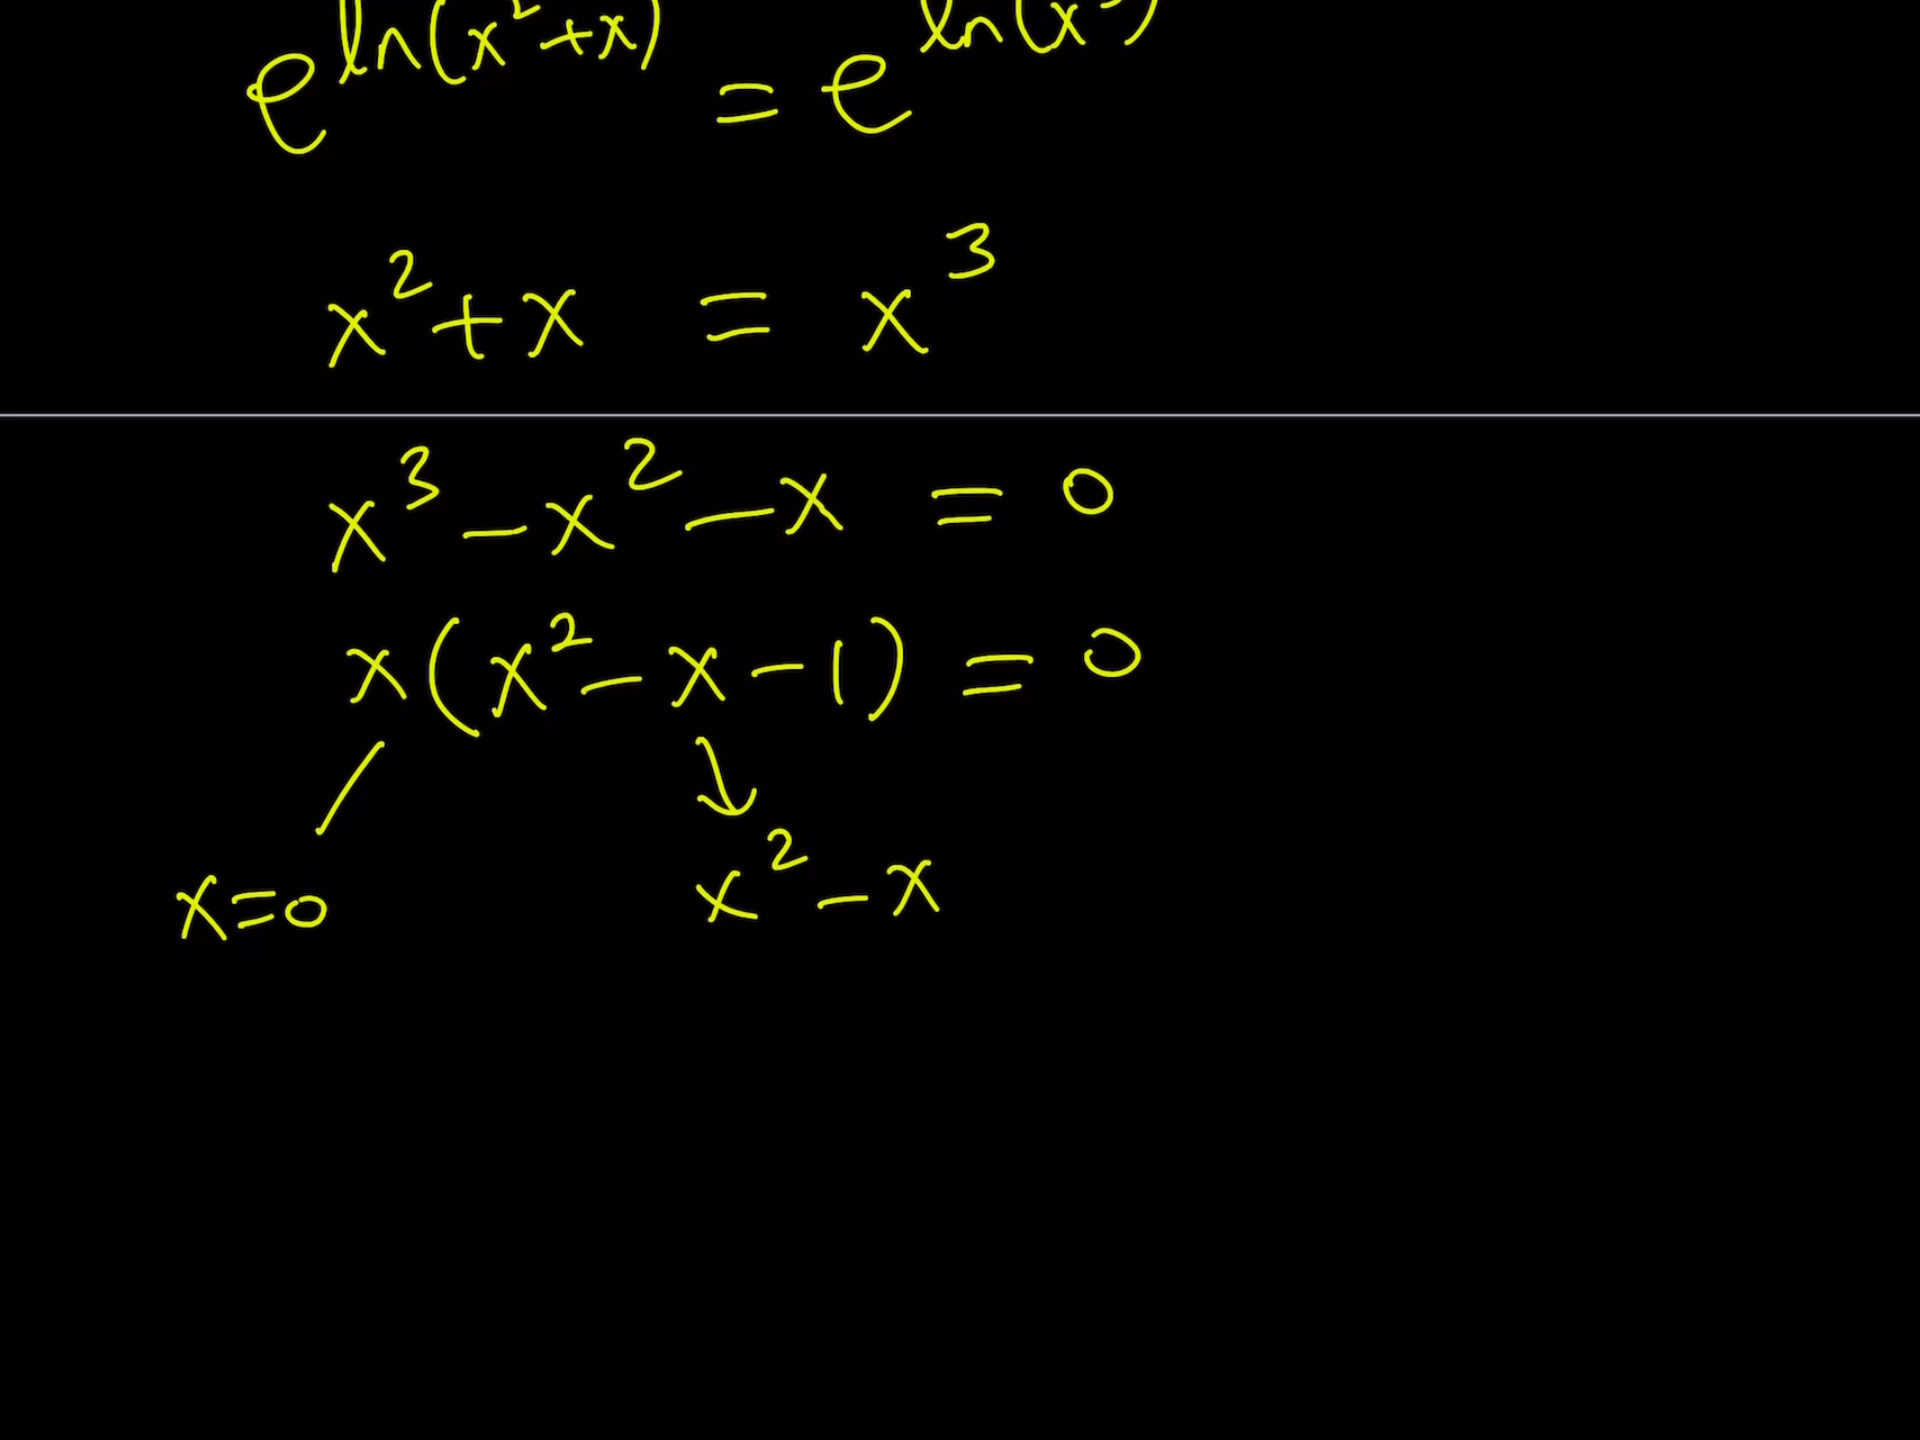 e^ln(x²+x) = e^ln(x³)
x²+x = x³
x³-x²-x = 0
x(x²-x-1) = 0
x=0 x²-x